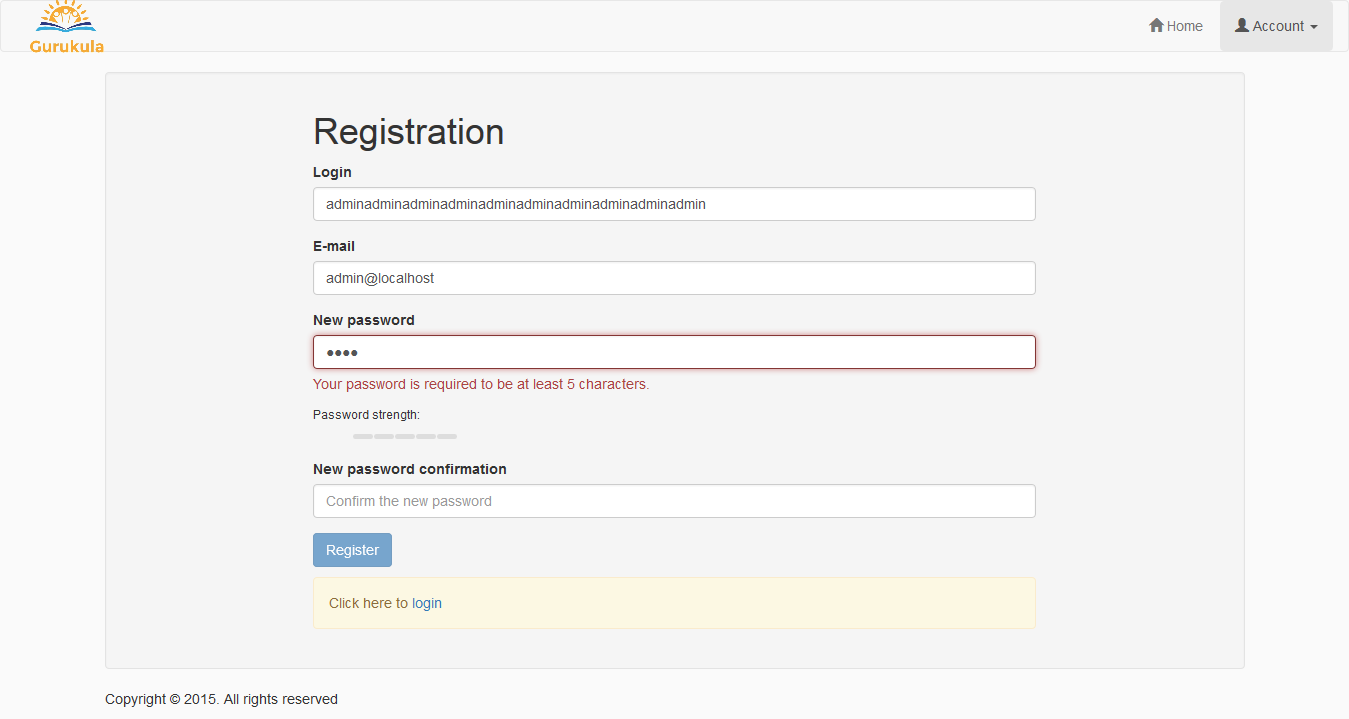 Gurukula
Home
Account
Registration
Login
adminadminadminadminadminadminadminadminadminadmin
E-mail
admin@localhost
New password
••••
Your password is required to be at least 5 characters.
Password strength:
New password confirmation
Confirm the new password
Register
Click here to login
Copyright © 2015. All rights reserved